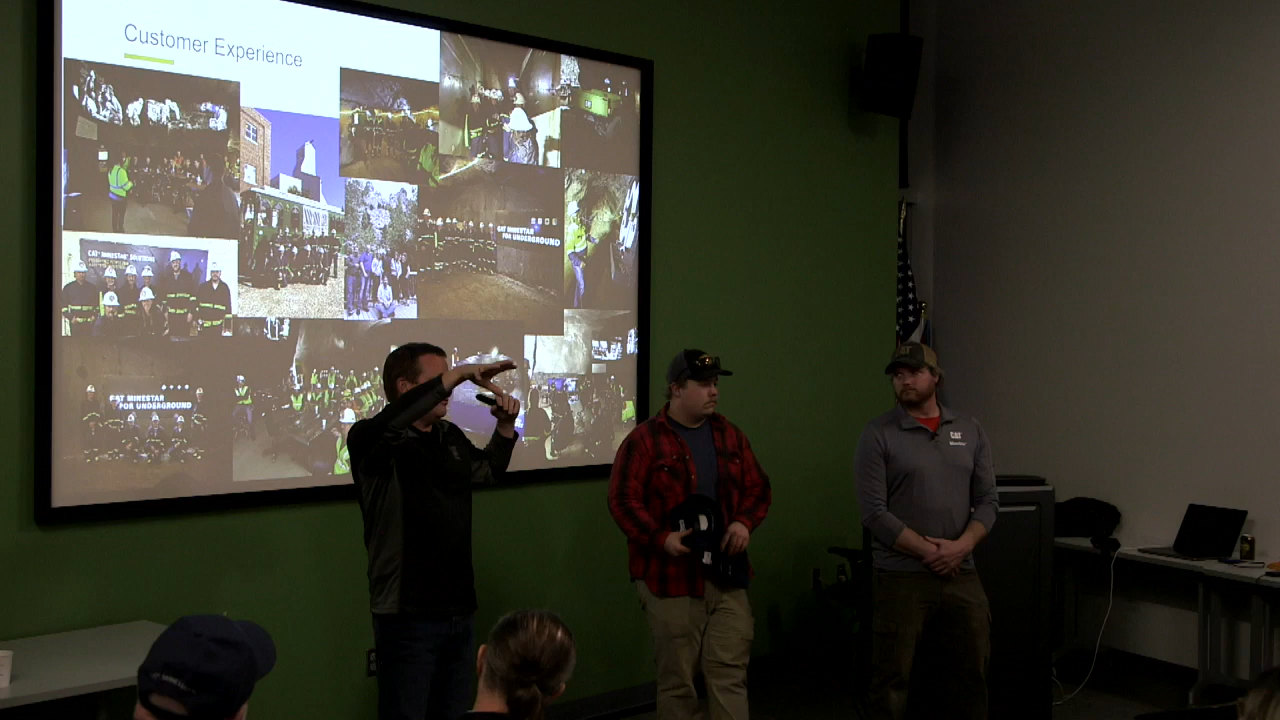 Customer Experience
CAT MINESTAR
FOR UNDERGROUND
CAT® MINESTAR® SOLUTIONS
CAT MINESTAR
FOR UNDERGROUND
CAT